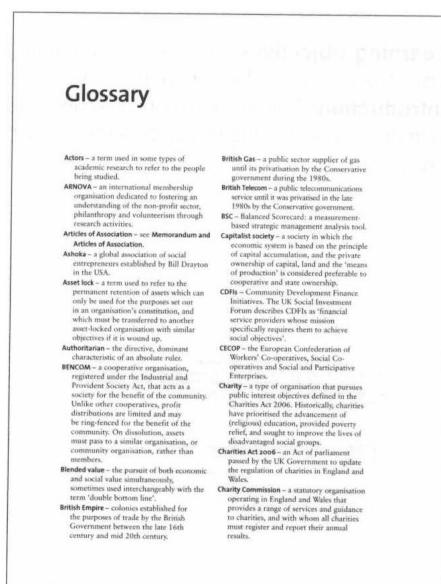 Glossary
Actors – a term used in some types of
academic research to refer to the people
being studied.
ARNOVA – an international membership
organisation dedicated to fostering an
understanding of the non-profit sector,
philanthropy and volunteerism through
research activities.
Articles of Association – see Memorandum and
Articles of Association.
Ashoka – a global association of social
entrepreneurs established by Bill Drayton
in the USA.
Asset lock – a term used to refer to the
permanent retention of assets which can
only be used for the purposes set out
in an organisation's constitution, and
which must be transferred to another
asset-locked organisation with similar
objectives if it is wound up.
Authoritarian – the directive, dominant
characteristic of an absolute ruler.
BENCOM – a cooperative organisation,
registered under the Industrial and
Provident Society Act, that acts as a
society for the benefit of the community.
Unlike other cooperatives, profit
distributions are limited and may
be ring-fenced for the benefit of the
community. On dissolution, assets
must pass to a similar organisation, or
community organisation, rather than
members.
Blended value – the pursuit of both economic
and social value simultaneously,
sometimes used interchangeably with the
term 'double bottom line'.
British Empire – colonies established for
the purposes of trade by the British
Government between the late 16th
century and mid 20th century.
British Gas – a public sector supplier of gas
until its privatisation by the Conservative
government during the 1980s.
British Telecom – a public telecommunications
service until it was privatised in the late
1980s by the Conservative government.
BSC – Balanced Scorecard: a measurement-
based strategic management analysis tool.
Capitalist society – a society in which the
economic system is based on the principle
of capital accumulation, and the private
ownership of capital, land and the 'means
of production' is considered preferable to
cooperative and state ownership.
CDFIs – Community Development Finance
Initiatives. The UK Social Investment
Forum describes CDFIs as 'financial
service providers whose mission
specifically requires them to achieve
social objectives'.
CECOP – the European Confederation of
Workers' Co-operatives, Social Co-
operatives and Social and Participative
Enterprises.
Charity – a type of organisation that pursues
public interest objectives defined in the
Charities Act 2006. Historically, charities
have prioritised the advancement of
(religious) education, provided poverty
relief, and sought to improve the lives of
disadvantaged social groups.
Charities Act 2006 – an Act of parliament
passed by the UK Government to update
the regulation of charities in England and
Wales.
Charity Commission – a statutory organisation
operating in England and Wales that
provides a range of services and guidance
to charities, and with whom all charities
must register and report their annual
results.